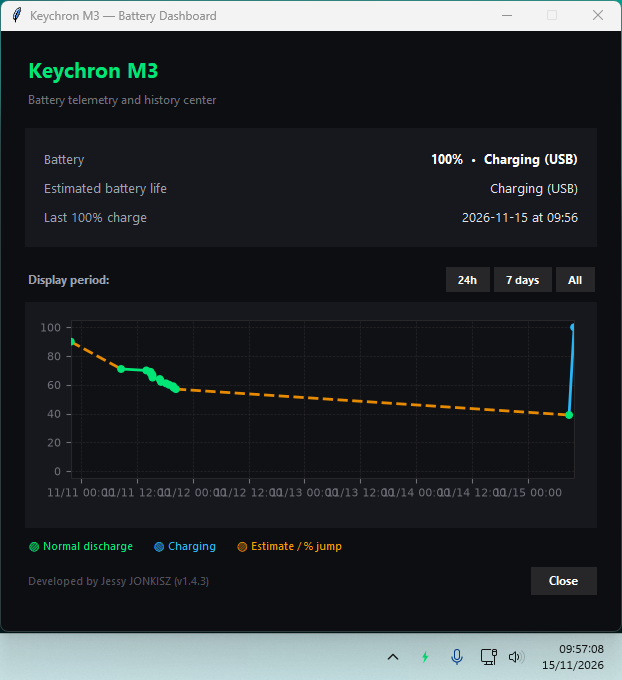 Keychron M3 — Battery Dashboard
Keychron M3
Battery telemetry and history center
Battery 100% • Charging (USB)
Estimated battery life Charging (USB)
Last 100% charge 2026-11-15 at 09:56
Display period: 24h 7 days All
100
80
60
40
20
0
11/11 00:00 11/11 12:00 11/12 00:00 11/12 12:00 11/13 00:00 11/13 12:00 11/14 00:00 11/14 12:00 11/15 00:00
Normal discharge Charging Estimate / % jump
Developed by Jessy JONKISZ (v1.4.3) Close
09:57:08
15/11/2026